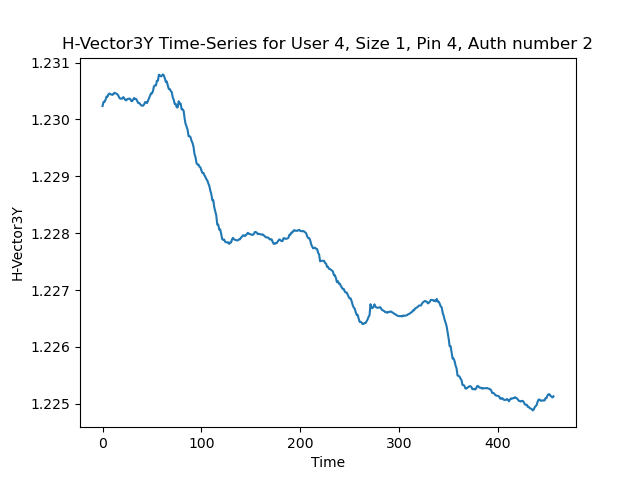 H-Vector3Y Time-Series for User 4, Size 1, Pin 4, Auth number 2
1.231
1.230
1.229
1.228
1.227
1.226
1.225
H-Vector3Y
0 100 200 300 400
Time